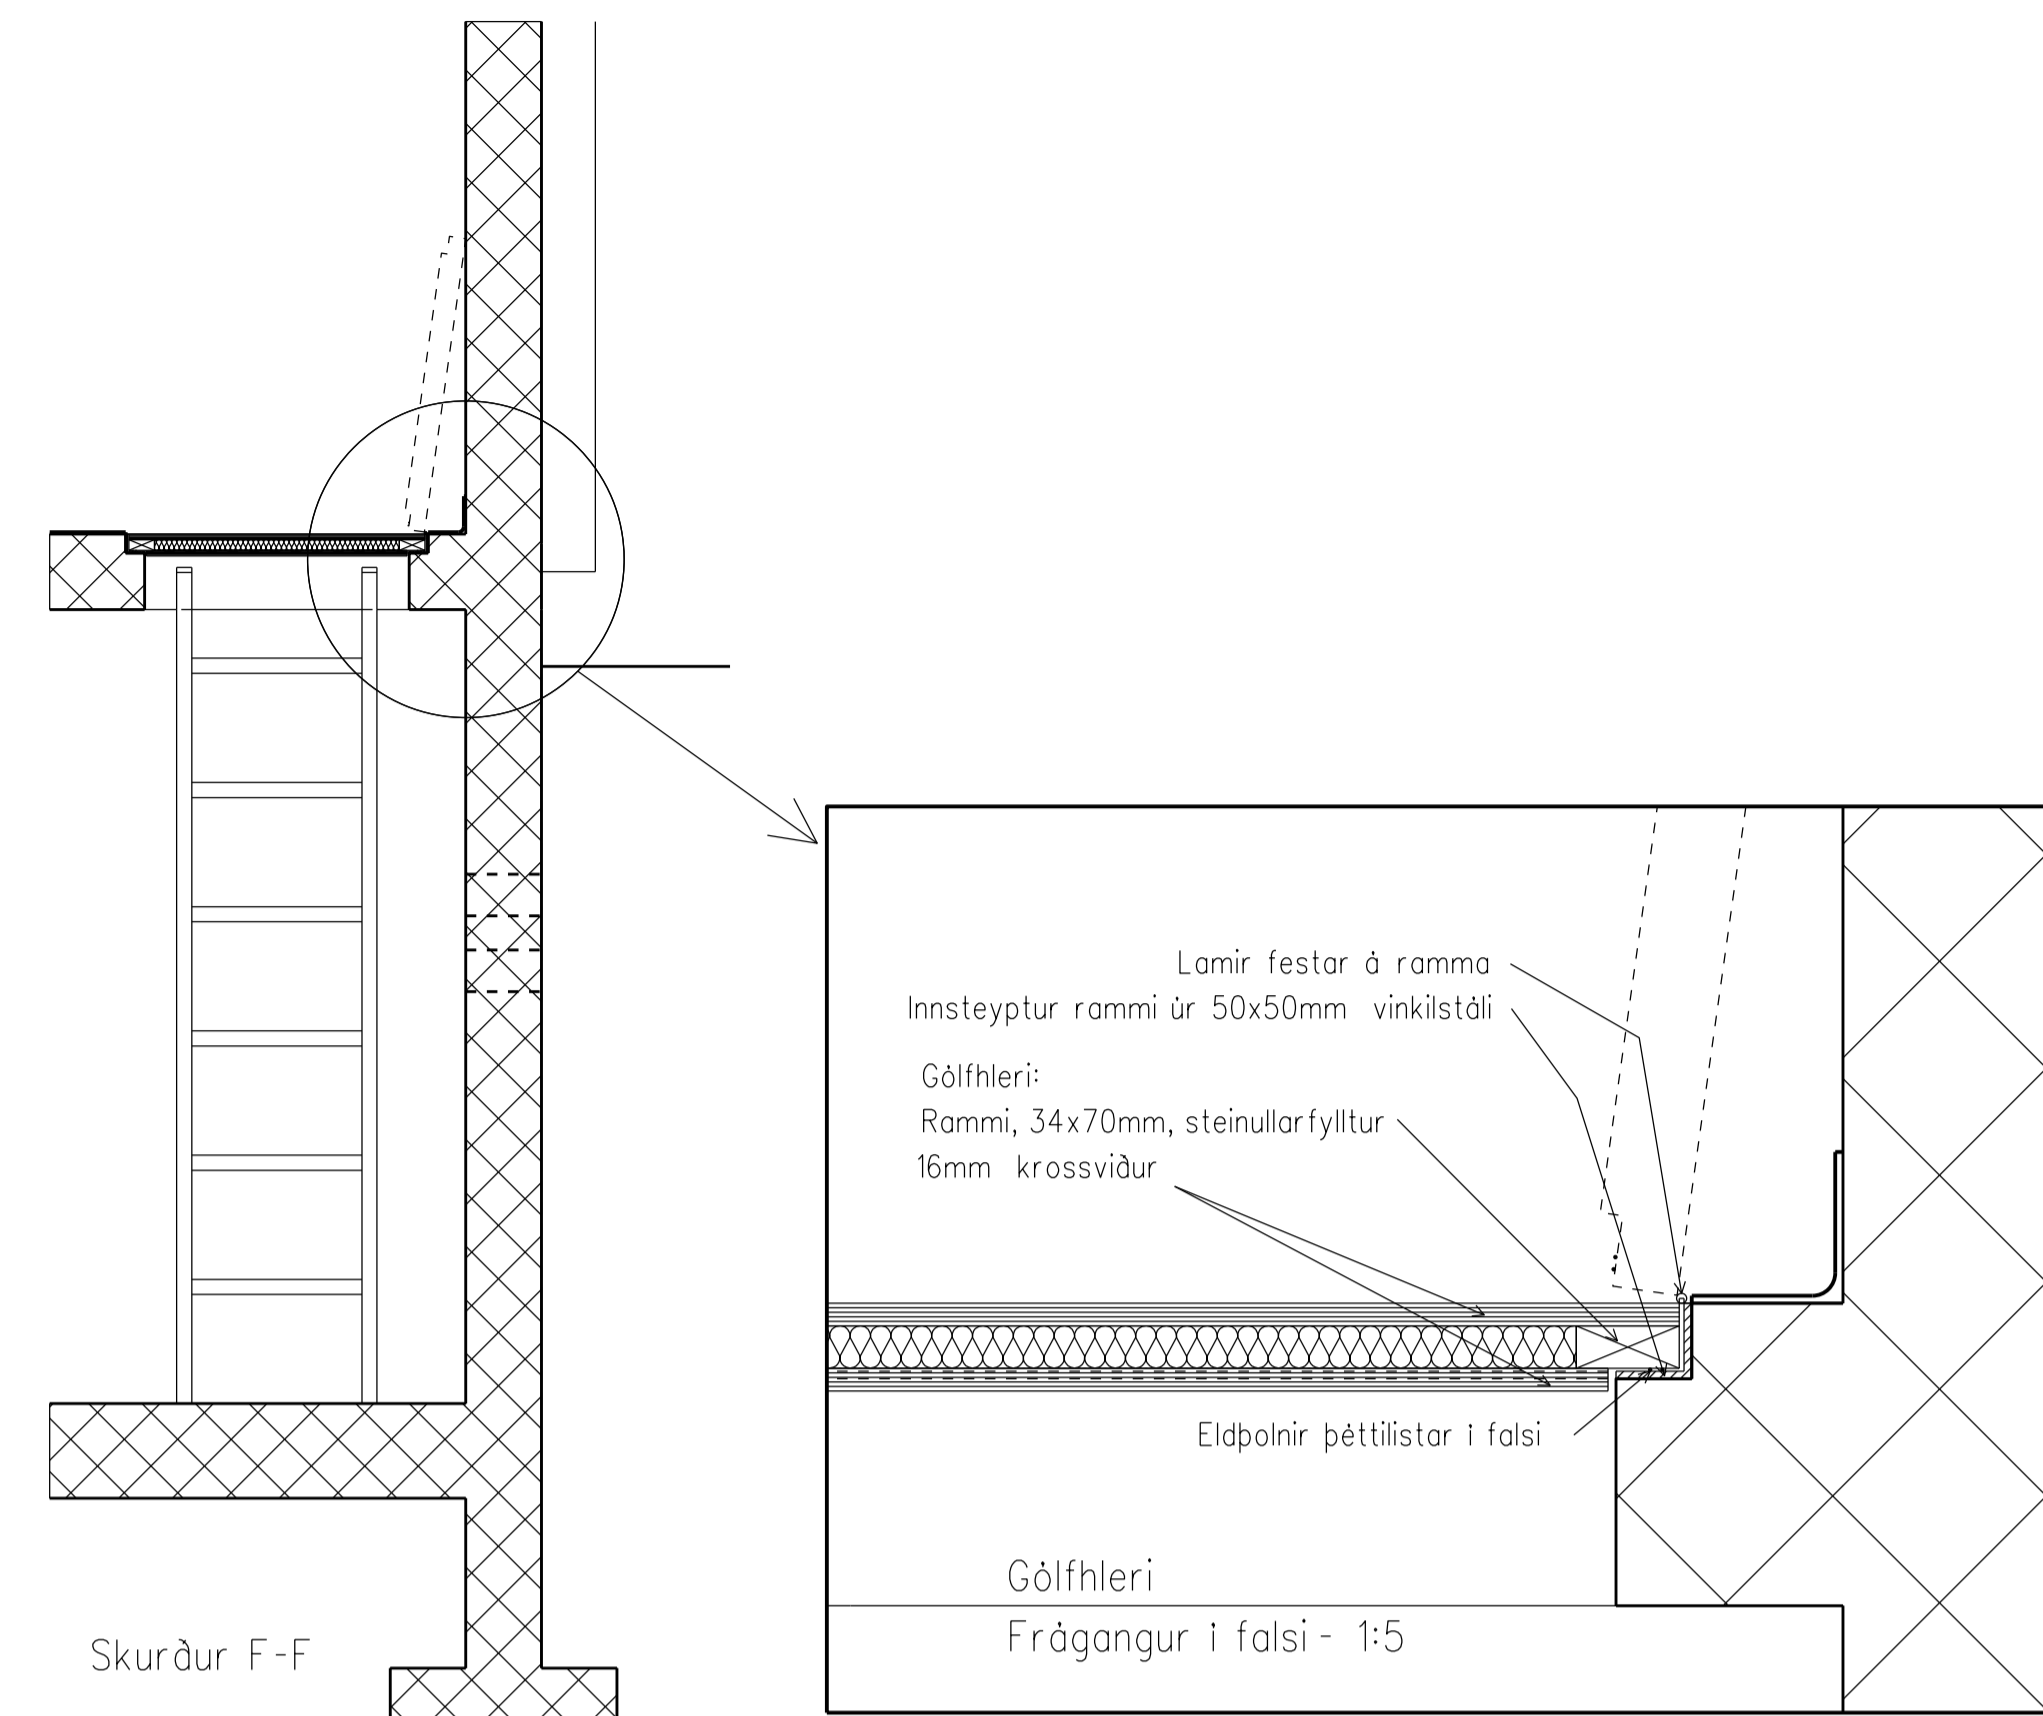 Lamir festar á ramma
Innsteyptur rammi úr 50x50mm vinkilstáli
Gólfhleri:
Rammi, 34x70mm, steinullarfylltur
16mm krossviður
Eldþolnir þéttilistar í falsi
Gólfhleri
Frágangur í falsi - 1:5
Skurður F-F